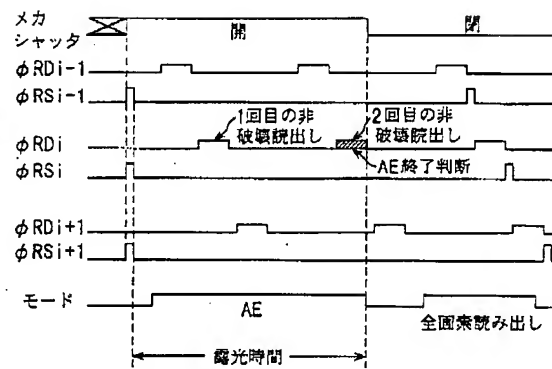 メカ
シャッタ
開
閉
φRDi-1
φRSi-1
1回目の非
破壊読出し
2回目の非
破壊読出し
φRDi
AE終了判断
φRSi
φRDi+1
φRSi+1
モード
AE
全画素読み出し
露光時間